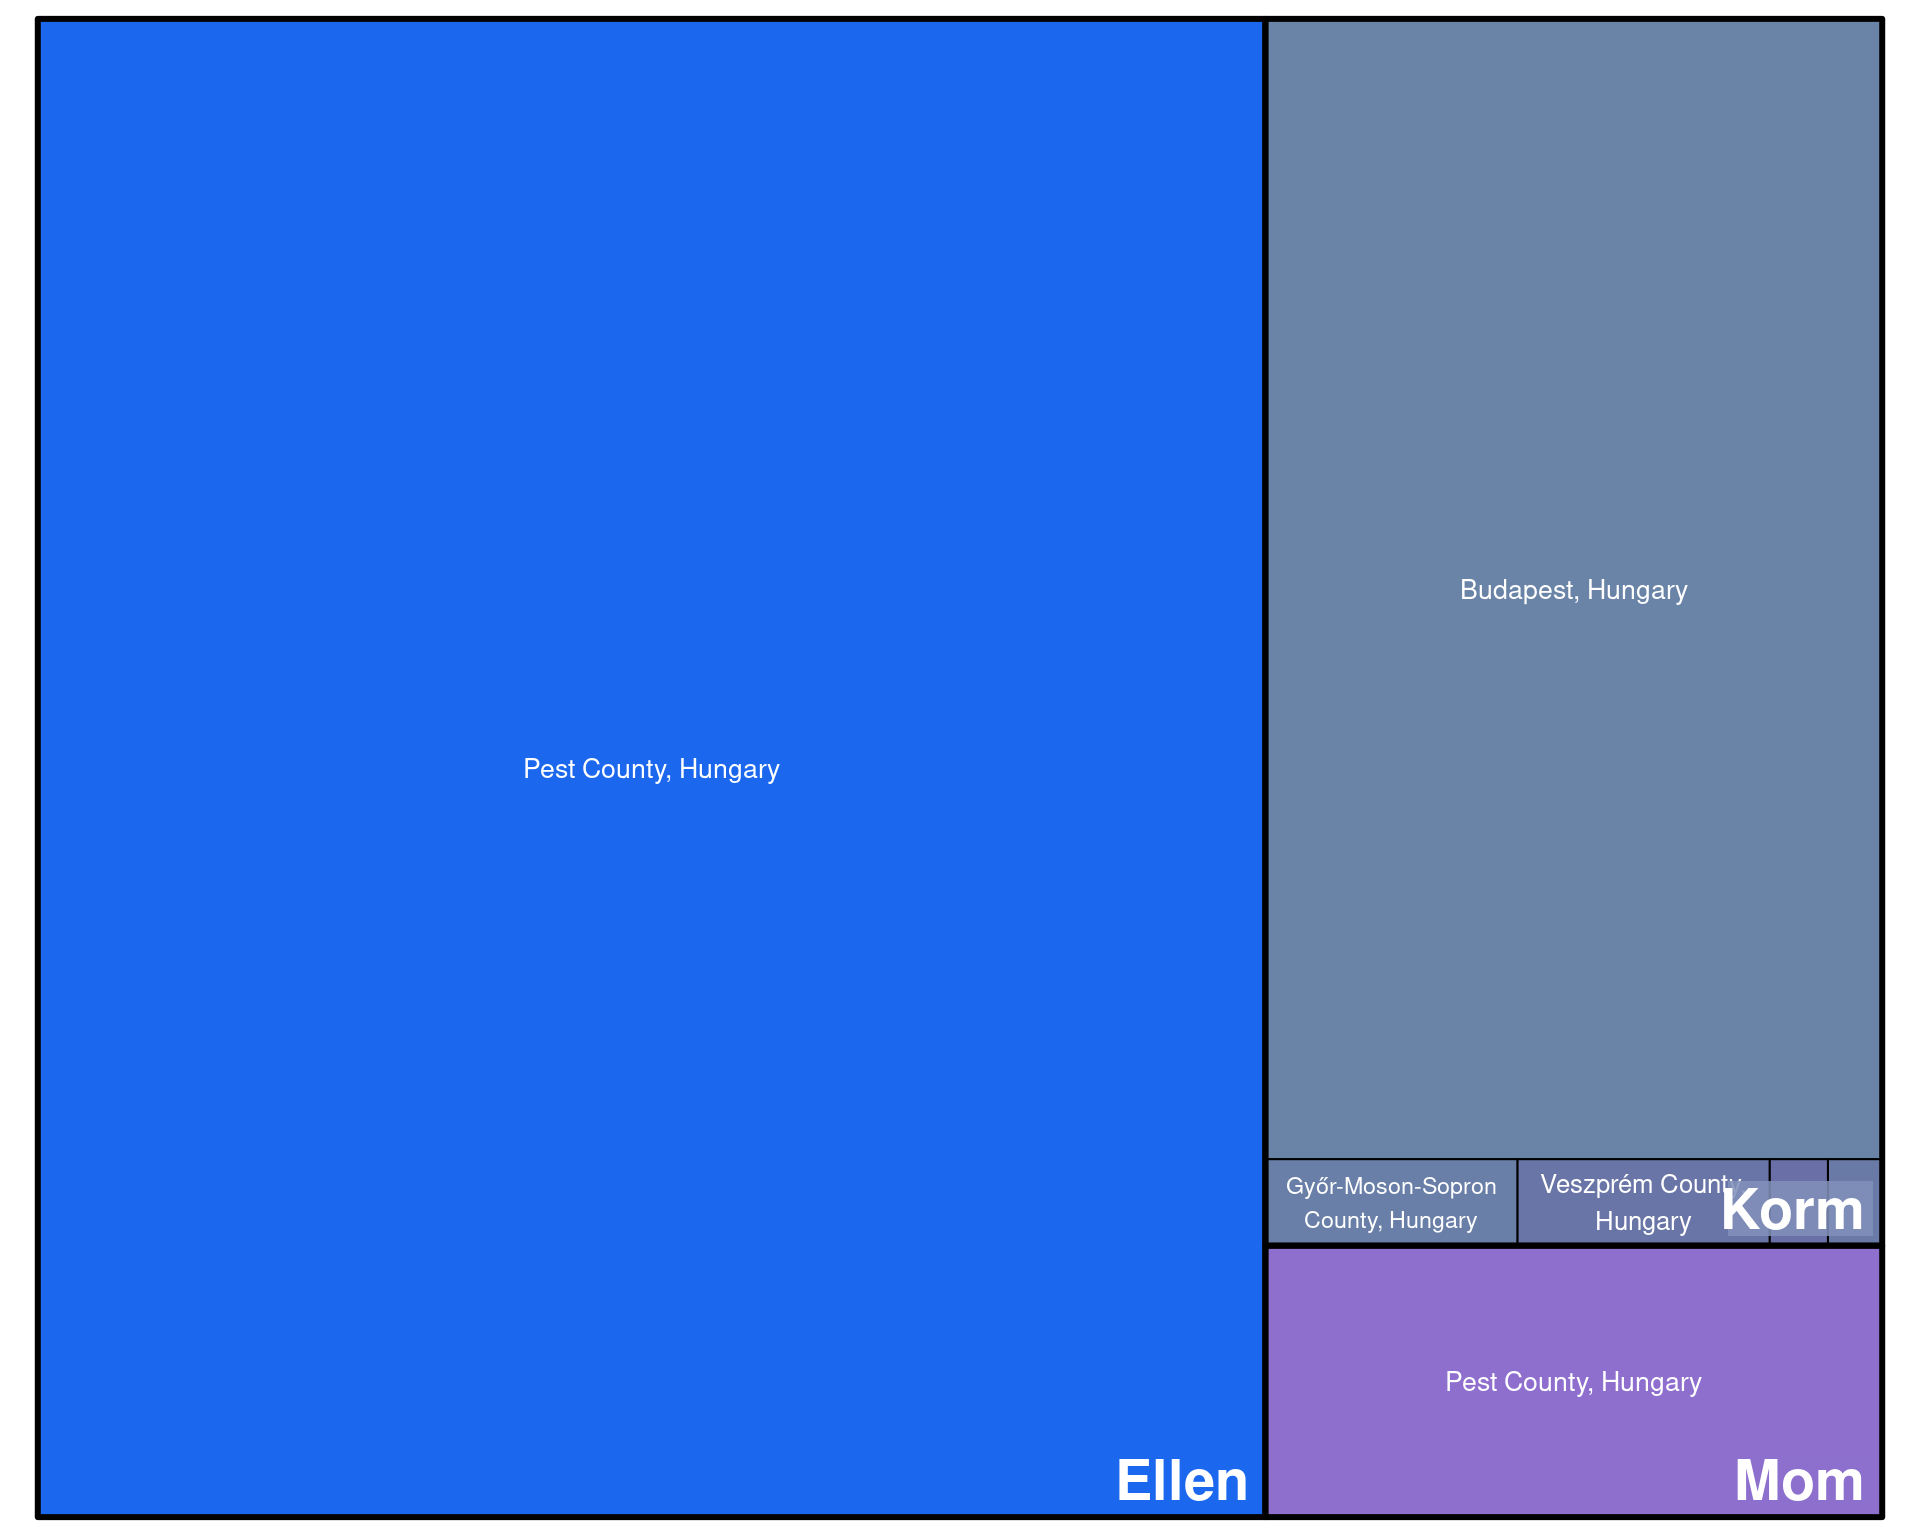 Budapest, Hungary
Pest County, Hungary
Győr-Moson-Sopron
County, Hungary
Veszprém County
Hungary
Korm
Pest County, Hungary
Ellen
Mom